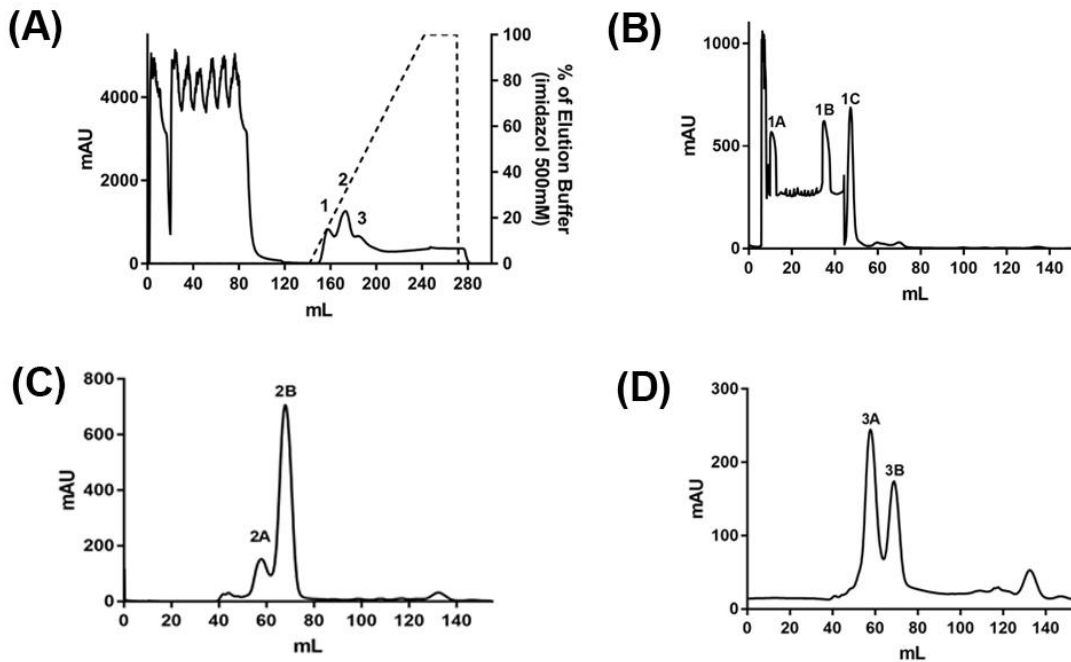 (A)
mAU
4000
2000
0
1
2
3
0 40 80 120 160 200 240 280
mL
100
80
60
40
20
0
% of Elution Buffer
(imidazol 500mM)
(B)
mAU
1000
500
0
1A
1B
1C
0 20 40 60 80 100 120 140
mL
(C)
mAU
800
600
400
200
0
2A
2B
0 20 40 60 80 100 120 140
mL
(D)
mAU
300
200
100
0
3A
3B
0 20 40 60 80 100 120 140
mL